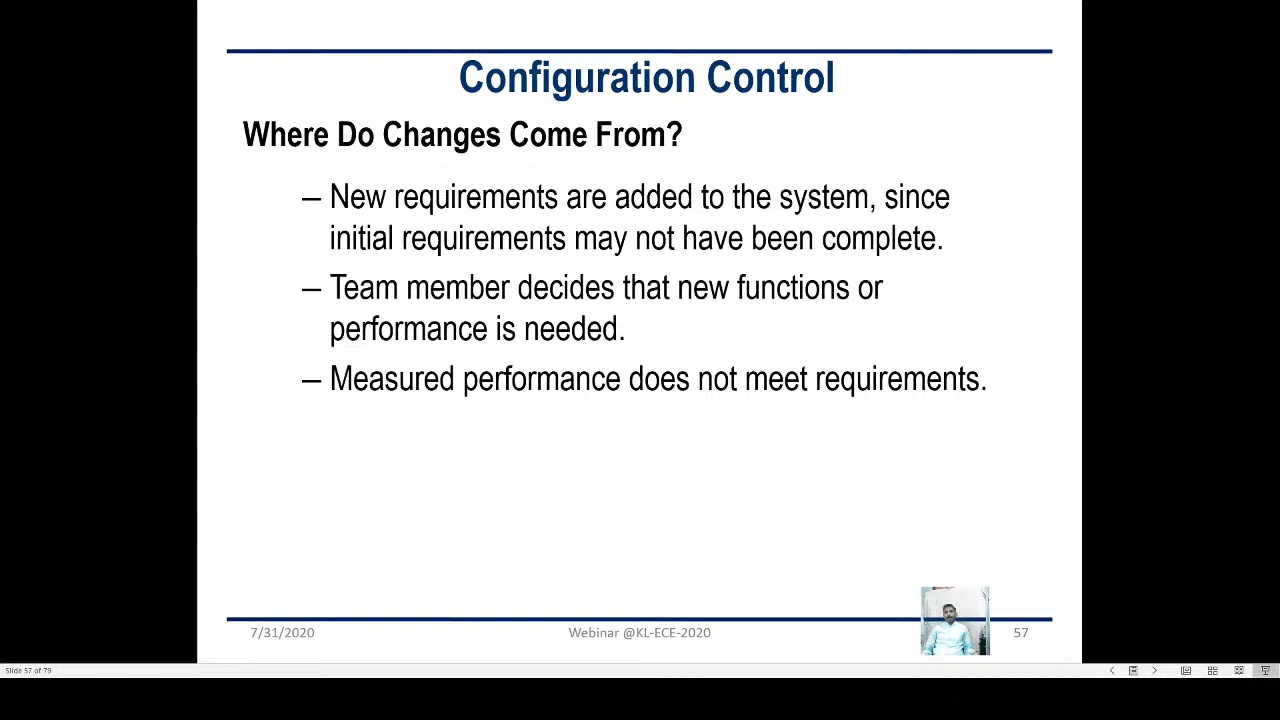 Configuration Control
Where Do Changes Come From?
– New requirements are added to the system, since
initial requirements may not have been complete.
– Team member decides that new functions or
performance is needed.
– Measured performance does not meet requirements.
7/31/2020
Webinar @KL-ECE-2020
57
Slide 57 of 79